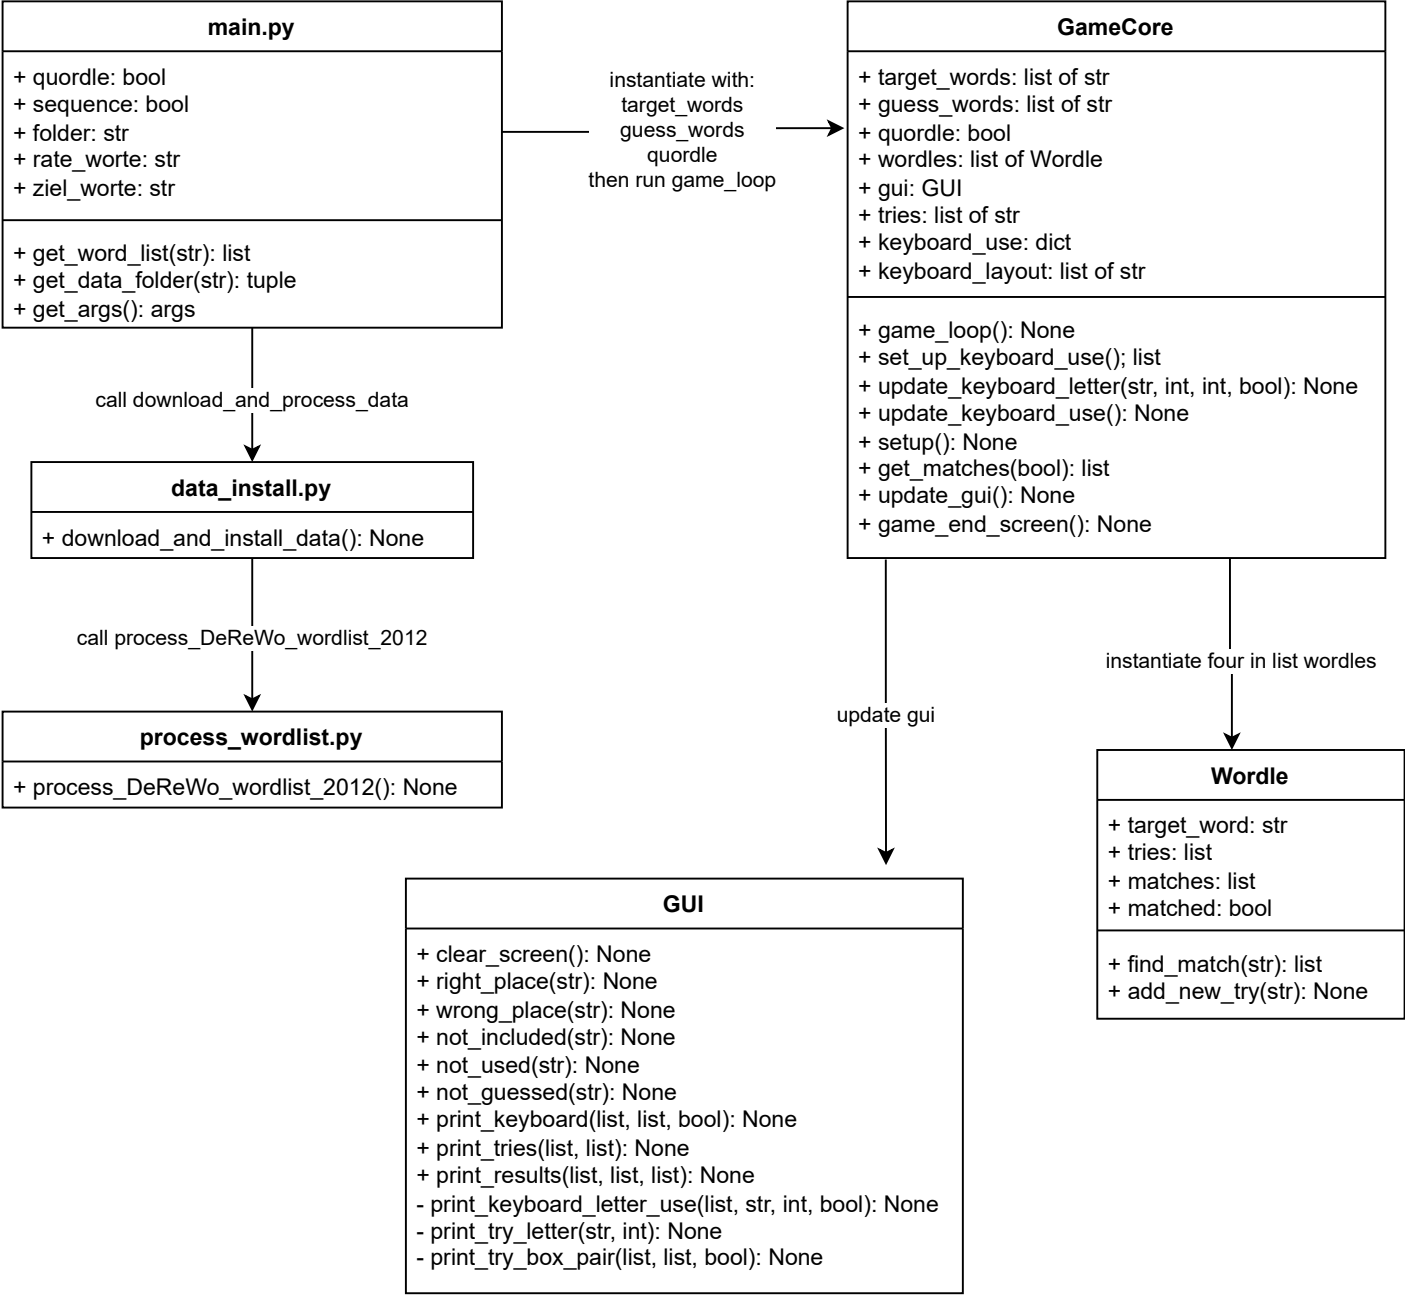 main.py
+ quordle: bool
+ sequence: bool
+ folder: str
+ rate_worte: str
+ ziel_worte: str
+ get_word_list(str): list
+ get_data_folder(str): tuple
+ get_args(): args
instantiate with:
target_words
guess_words
quordle
then run game_loop
GameCore
+ target_words: list of str
+ guess_words: list of str
+ quordle: bool
+ wordles: list of Wordle
+ gui: GUI
+ tries: list of str
+ keyboard_use: dict
+ keyboard_layout: list of str
+ game_loop(): None
+ set_up_keyboard_use(); list
+ update_keyboard_letter(str, int, int, bool): None
+ update_keyboard_use(): None
+ setup(): None
+ get_matches(bool): list
+ update_gui(): None
+ game_end_screen(): None
call download_and_process_data
data_install.py
+ download_and_install_data(): None
call process_DeReWo_wordlist_2012
process_wordlist.py
+ process_DeReWo_wordlist_2012(): None
update gui
instantiate four in list wordles
Wordle
+ target_word: str
+ tries: list
+ matches: list
+ matched: bool
+ find_match(str): list
+ add_new_try(str): None
GUI
+ clear_screen(): None
+ right_place(str): None
+ wrong_place(str): None
+ not_included(str): None
+ not_used(str): None
+ not_guessed(str): None
+ print_keyboard(list, list, bool): None
+ print_tries(list, list): None
+ print_results(list, list, list): None
- print_keyboard_letter_use(list, str, int, bool): None
- print_try_letter(str, int): None
- print_try_box_pair(list, list, bool): None